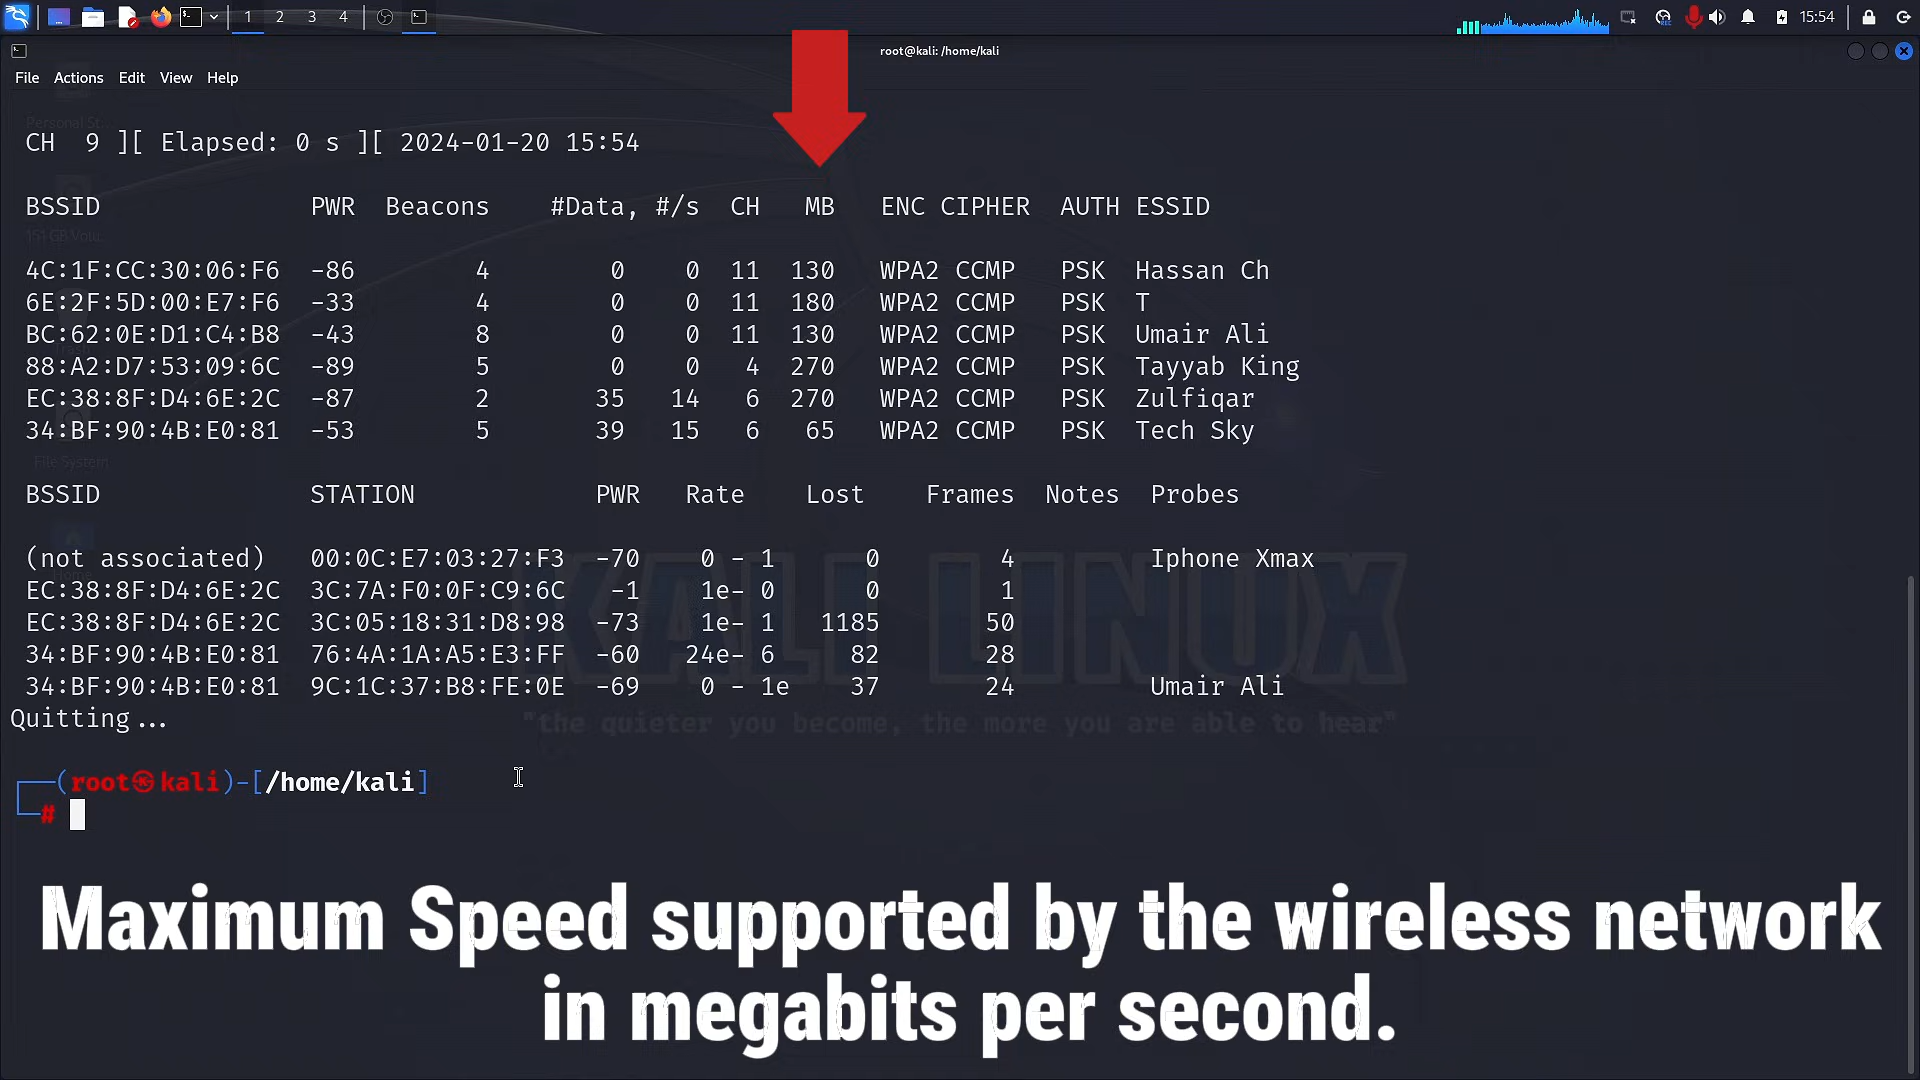 1 2 3 4 15:54
root@kali: /home/kali
File Actions Edit View Help
Personal St...
CH 9 ][ Elapsed: 0 s ][ 2024-01-20 15:54
BSSID PWR Beacons #Data, #/s CH MB ENC CIPHER AUTH ESSID
4C:1F:CC:30:06:F6 -86 4 0 0 11 130 WPA2 CCMP PSK Hassan Ch
6E:2F:5D:00:E7:F6 -33 4 0 0 11 180 WPA2 CCMP PSK T
BC:62:0E:D1:C4:B8 -43 8 0 0 11 130 WPA2 CCMP PSK Umair Ali
88:A2:D7:53:09:6C -89 5 0 0 4 270 WPA2 CCMP PSK Tayyab King
EC:38:8F:D4:6E:2C -87 2 35 14 6 270 WPA2 CCMP PSK Zulfiqar
34:BF:90:4B:E0:81 -53 5 39 15 6 65 WPA2 CCMP PSK Tech Sky
File System
BSSID STATION PWR Rate Lost Frames Notes Probes
(not associated) 00:0C:E7:03:27:F3 -70 0 - 1 0 4 Iphone Xmax
EC:38:8F:D4:6E:2C 3C:7A:F0:0F:C9:6C -1 1e- 0 0 1
EC:38:8F:D4:6E:2C 3C:05:18:31:D8:98 -73 1e- 1 1185 50
34:BF:90:4B:E0:81 76:4A:1A:A5:E3:FF -60 24e- 6 82 28
34:BF:90:4B:E0:81 9C:1C:37:B8:FE:0E -69 0 - 1e 37 24 Umair Ali
KALI LINUX
Quitting...
"the quieter you become, the more you are able to hear"
(root㉿kali)-[/home/kali]
#
Maximum Speed supported by the wireless network
in megabits per second.